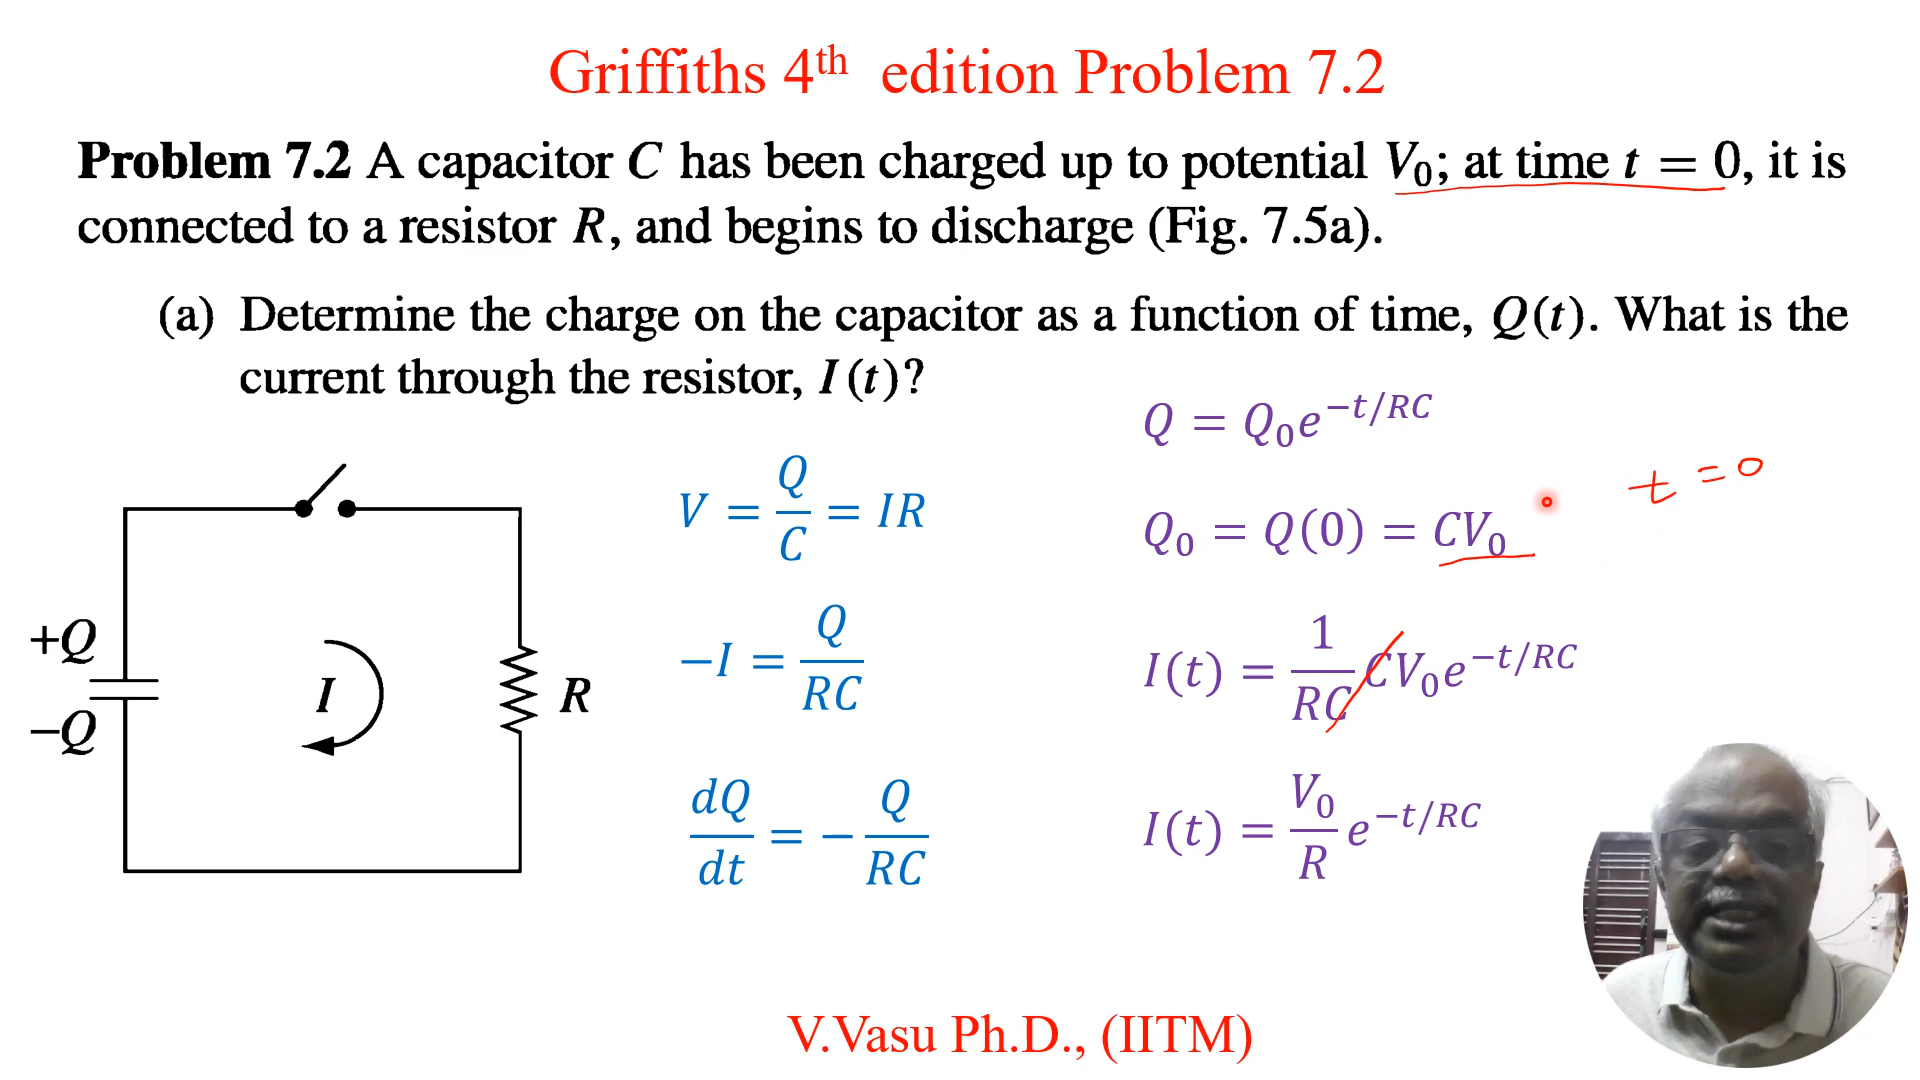 Griffiths 4th edition Problem 7.2
Problem 7.2 A capacitor C has been charged up to potential V₀; at time t = 0, it is
connected to a resistor R, and begins to discharge (Fig. 7.5a).
(a) Determine the charge on the capacitor as a function of time, Q(t). What is the
current through the resistor, I(t)?
+Q
−Q
I
R
V = Q/C = IR
−I = Q/RC
dQ/dt = −Q/RC
Q = Q₀e^{−t/RC}
t = 0
Q₀ = Q(0) = CV₀
I(t) = 1/RC CV₀e^{−t/RC}
I(t) = V₀/R e^{−t/RC}
V.Vasu Ph.D., (IITM)